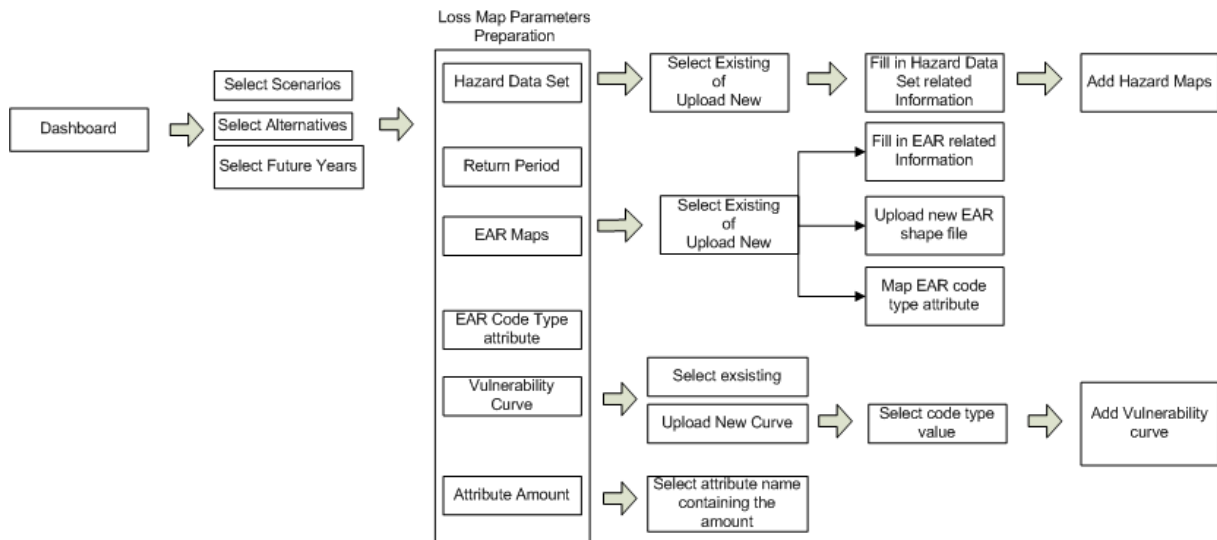 Loss Map Parameters
Preparation
Dashboard
Select Scenarios
Select Alternatives
Select Future Years
Hazard Data Set
Select Existing
of
Upload New
Fill in Hazard Data
Set related
Information
Add Hazard Maps
Return Period
EAR Maps
Select Existing
of
Upload New
Fill in EAR related
Information
Upload new EAR
shape file
Map EAR code
type attribute
EAR Code Type
attribute
Vulnerability
Curve
Select exsisting
Upload New Curve
Select code type
value
Add Vulnerability
curve
Attribute Amount
Select attribute name
containing the
amount